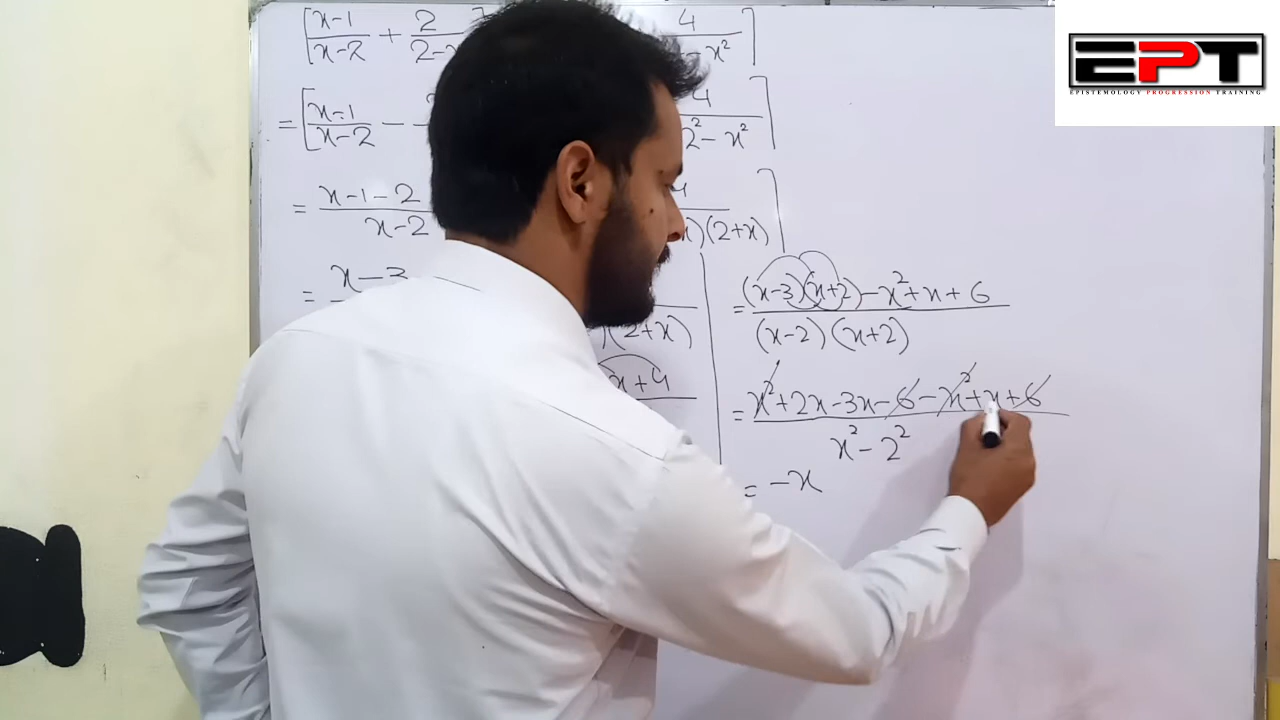 EPT
EPISTEMOLOGY PROGRESSION TRAINING
[x-1/x-2 + 2/2-x 4/-x²]
= [x-1/x-2 - 4/2²-x²]
= x-1-2/x-2 )(2+x)]
= x-3 )(2+x)
x+4
= (x-3)(x+2)-x²+x+6/(x-2)(x+2)
= x²+2x-3x-6-x²+x+6/x²-2²
= -x